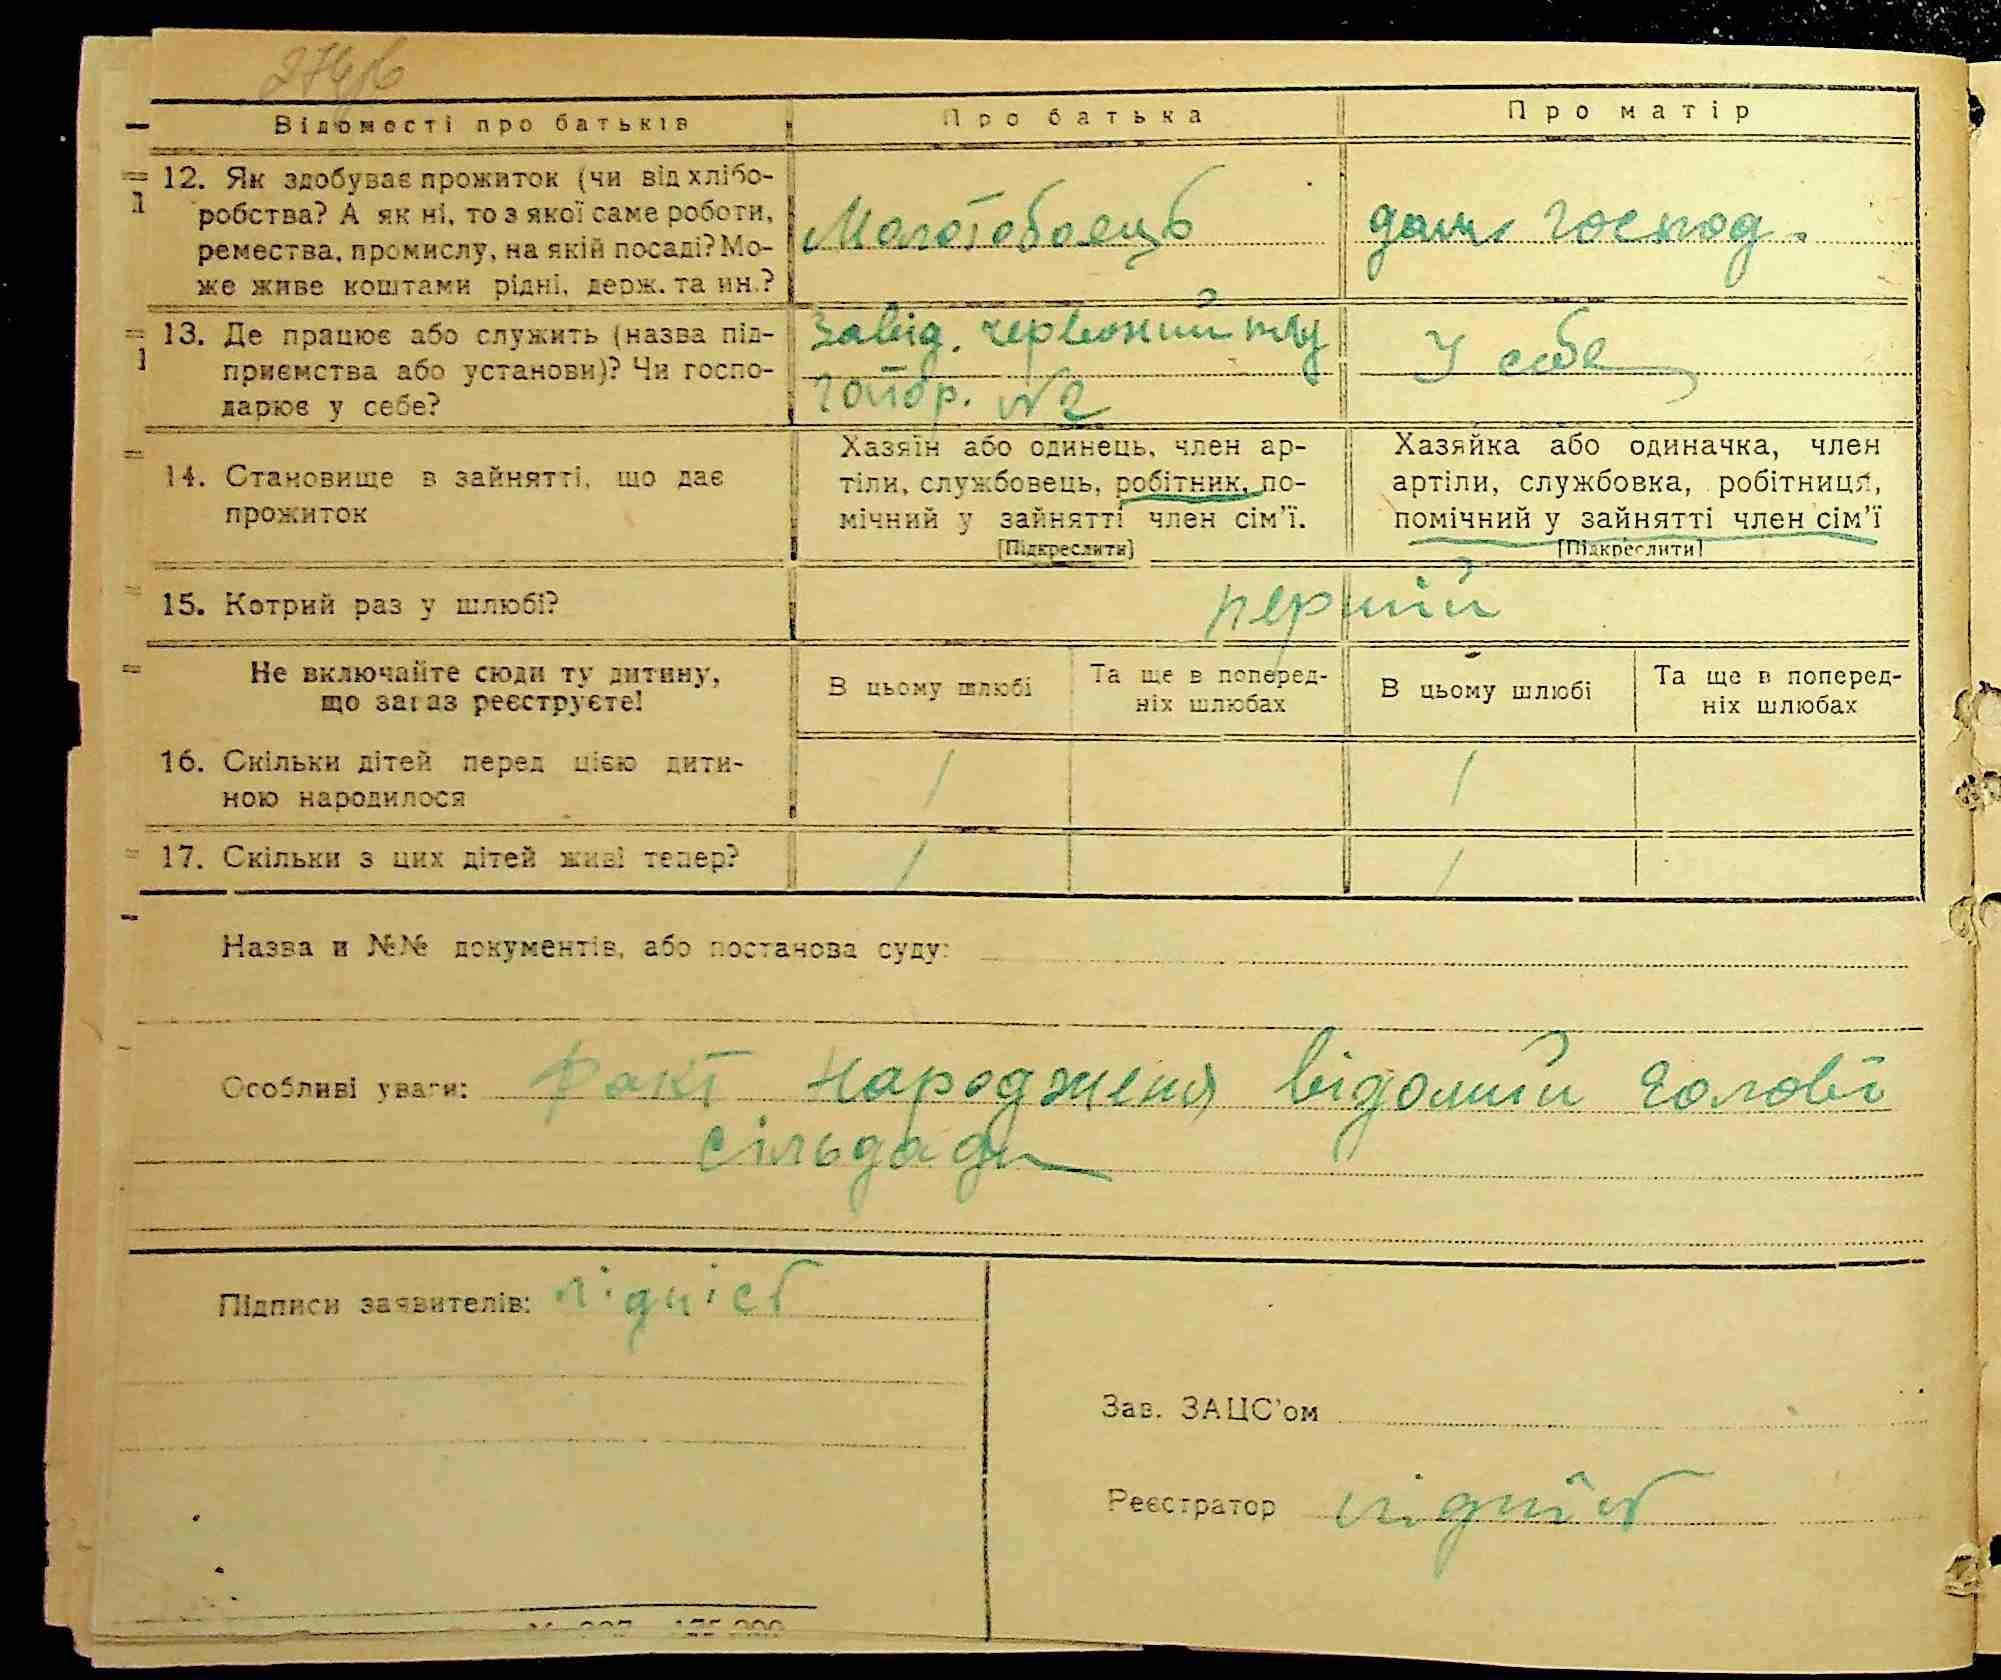 Відомості про батьків
Про батька
Про матір
12. Як здобуває прожиток (чи від хлібо-
робства? А як ні, то з якої саме роботи,
ремества, промислу, на якій посаді? Мо-
же живе коштами рідні, держ. та ин.?
Молотобоець
дом. господ.
13. Де працює або служить (назва під-
приємства або установи)? Чи госпо-
дарює у себе?
Завід. червоний
№2
У себе
14. Становище в зайнятті, що дає
прожиток
Хазяїн або одинець, член ар-
тіли, службовець, робітник, по-
мічний у зайнятті член сім'ї.
[Підкреслити]
Хазяйка або одиначка, член
артіли, службовка, робітниця,
помічний у зайнятті член сім'ї
[Підкреслити]
15. Котрий раз у шлюбі?
перший
Не включайте сюди ту дитину,
що зараз реєструєте!
В цьому шлюбі
Та ще в поперед-
ніх шлюбах
В цьому шлюбі
Та ще в поперед-
ніх шлюбах
16. Скільки дітей перед цією дити-
ною народилося
1
1
17. Скільки з цих дітей живі тепер?
1
1
Назва и №№ документів, або постанова суду:
Особливі уваги: Факт народженя відомий голові
сільради
Підписи заявителів: підпіс
Зав. ЗАЦС'ом
Реєстратор підпіс